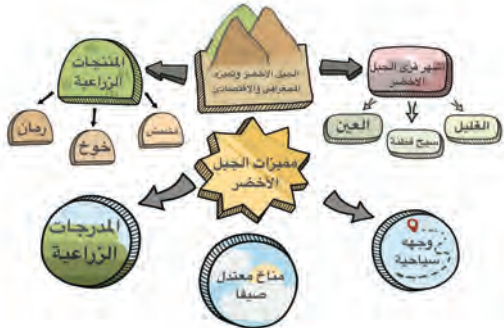 الجبل الأخضر وتميزه
الجغرافي والاقتصادي
أشهر قرى الجبل
الأخضر
القليل
سيح قطنة
العين
المنتجات
الزراعية
مشمش
خوخ
رمان
مميزات الجبل
الأخضر
وجهة
سياحية
مناخ معتدل
صيفا
المدرجات
الزراعية